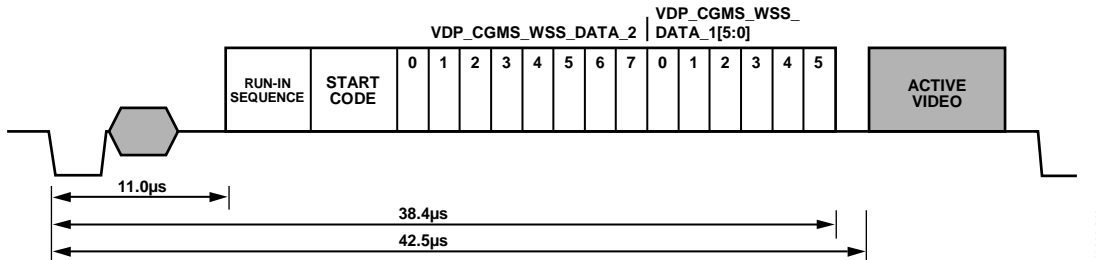 VDP_CGMS_WSS_DATA_2
VDP_CGMS_WSS_
DATA_1[5:0]
RUN-IN
SEQUENCE
START
CODE
0 1 2 3 4 5 6 7 0 1 2 3 4 5
ACTIVE
VIDEO
11.0µs
38.4µs
42.5µs